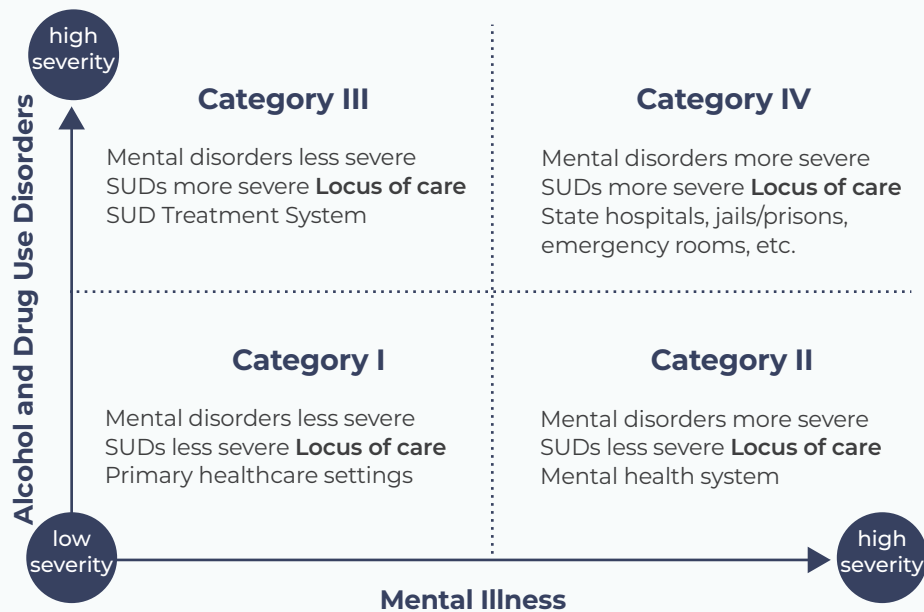 high
severity
Alcohol and Drug Use Disorders
Category III
Mental disorders less severe
SUDs more severe Locus of care
SUD Treatment System
Category IV
Mental disorders more severe
SUDs more severe Locus of care
State hospitals, jails/prisons,
emergency rooms, etc.
Category I
Mental disorders less severe
SUDs less severe Locus of care
Primary healthcare settings
Category II
Mental disorders more severe
SUDs less severe Locus of care
Mental health system
low
severity
high
severity
Mental Illness